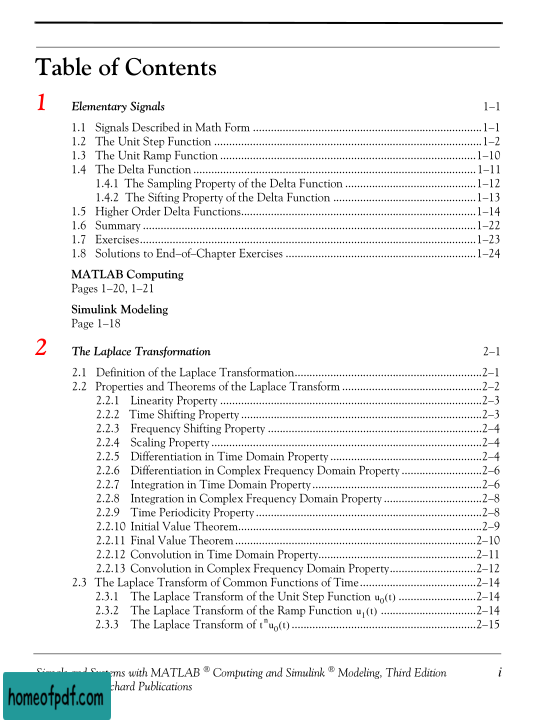 Table of Contents
1 Elementary Signals 1–1
1.1 Signals Described in Math Form ..............................................................................1–1
1.2 The Unit Step Function ...........................................................................................1–2
1.3 The Unit Ramp Function .......................................................................................1–10
1.4 The Delta Function ................................................................................................1–11
1.4.1 The Sampling Property of the Delta Function .............................................1–12
1.4.2 The Sifting Property of the Delta Function .................................................1–13
1.5 Higher Order Delta Functions................................................................................1–14
1.6 Summary .................................................................................................................1–22
1.7 Exercises..................................................................................................................1–23
1.8 Solutions to End–of–Chapter Exercises .................................................................1–24
MATLAB Computing
Pages 1–20, 1–21
Simulink Modeling
Page 1–18
2 The Laplace Transformation 2–1
2.1 Definition of the Laplace Transformation................................................................2–1
2.2 Properties and Theorems of the Laplace Transform ...............................................2–2
2.2.1 Linearity Property .........................................................................................2–3
2.2.2 Time Shifting Property ..................................................................................2–3
2.2.3 Frequency Shifting Property .........................................................................2–4
2.2.4 Scaling Property ............................................................................................2–4
2.2.5 Differentiation in Time Domain Property ....................................................2–4
2.2.6 Differentiation in Complex Frequency Domain Property ...........................2–6
2.2.7 Integration in Time Domain Property..........................................................2–6
2.2.8 Integration in Complex Frequency Domain Property .................................2–8
2.2.9 Time Periodicity Property .............................................................................2–8
2.2.10 Initial Value Theorem...................................................................................2–9
2.2.11 Final Value Theorem ..................................................................................2–10
2.2.12 Convolution in Time Domain Property......................................................2–11
2.2.13 Convolution in Complex Frequency Domain Property.............................2–12
2.3 The Laplace Transform of Common Functions of Time.......................................2–14
2.3.1 The Laplace Transform of the Unit Step Function u₀(t) ..........................2–14
2.3.2 The Laplace Transform of the Ramp Function u₁(t) ................................2–14
2.3.3 The Laplace Transform of tⁿu₀(t) ..............................................................2–15
with MATLAB ® Computing and Simulink ® Modeling, Third Edition i
Publications
homeofpdf.com